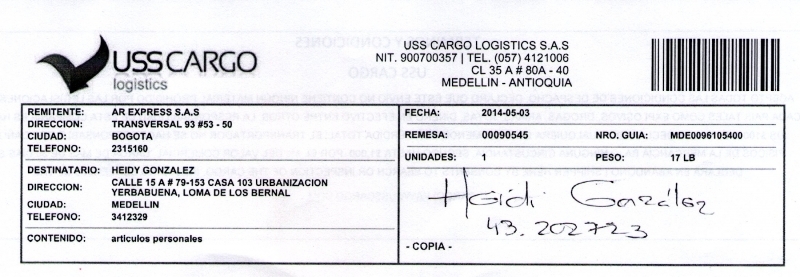 USS CARGO
logistics
USS CARGO LOGISTICS S.A.S
NIT. 900700357 | TEL. (057) 4121006
CL 35 A # 80A - 40
MEDELLIN - ANTIOQUIA
REMITENTE: AR EXPRESS S.A.S
DIRECCION: TRANSVERSAL 93 #53 - 50
CIUDAD: BOGOTA
TELEFONO: 2315160
DESTINATARIO: HEIDY GONZALEZ
DIRECCION: CALLE 15 A # 79-153 CASA 103 URBANIZACION
YERBABUENA, LOMA DE LOS BERNAL
CIUDAD: MEDELLIN
TELEFONO: 3412329
CONTENIDO: articulos personales
FECHA: 2014-05-03
REMESA: 00090545 NRO. GUIA: MDE0096105400
UNIDADES: 1 PESO: 17 LB
Heidi González
43.202723
- COPIA -